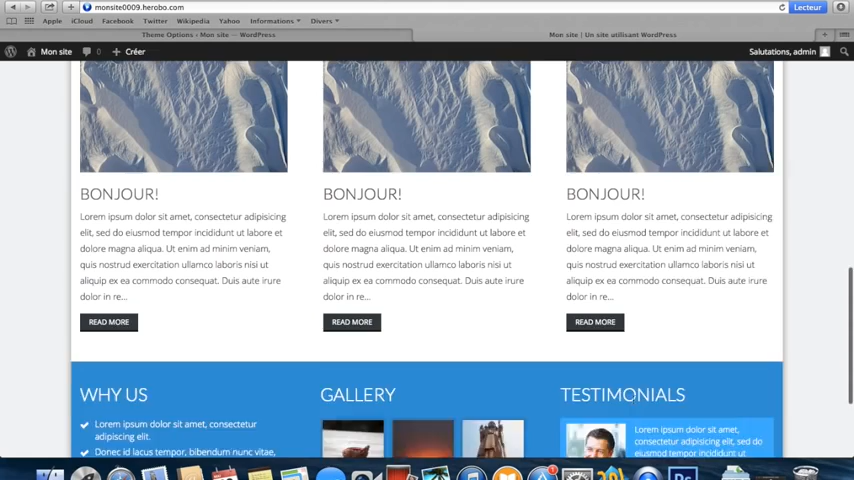 monsite0009.herobo.com
Lecteur
Apple iCloud Facebook Twitter Wikipedia Yahoo Informations Divers
Theme Options › Mon site — WordPress
Mon site | Un site utilisant WordPress
Mon site 0 Créer
Salutations, admin
BONJOUR!
Lorem ipsum dolor sit amet, consectetur adipisicing
elit, sed do eiusmod tempor incididunt ut labore et
dolore magna aliqua. Ut enim ad minim veniam,
quis nostrud exercitation ullamco laboris nisi ut
aliquip ex ea commodo consequat. Duis aute irure
dolor in re...
READ MORE
BONJOUR!
Lorem ipsum dolor sit amet, consectetur adipisicing
elit, sed do eiusmod tempor incididunt ut labore et
dolore magna aliqua. Ut enim ad minim veniam,
quis nostrud exercitation ullamco laboris nisi ut
aliquip ex ea commodo consequat. Duis aute irure
dolor in re...
READ MORE
BONJOUR!
Lorem ipsum dolor sit amet, consectetur adipisicing
elit, sed do eiusmod tempor incididunt ut labore et
dolore magna aliqua. Ut enim ad minim veniam,
quis nostrud exercitation ullamco laboris nisi ut
aliquip ex ea commodo consequat. Duis aute irure
dolor in re...
READ MORE
WHY US
Lorem ipsum dolor sit amet, consectetur
adipiscing elit.
Donec id lacus tempor, bibendum nunc vitae,
GALLERY
TESTIMONIALS
Lorem ipsum dolor sit amet,
consectetur adipisicing elit, sed do
eiusmod tempor incididunt ut
1
Ps